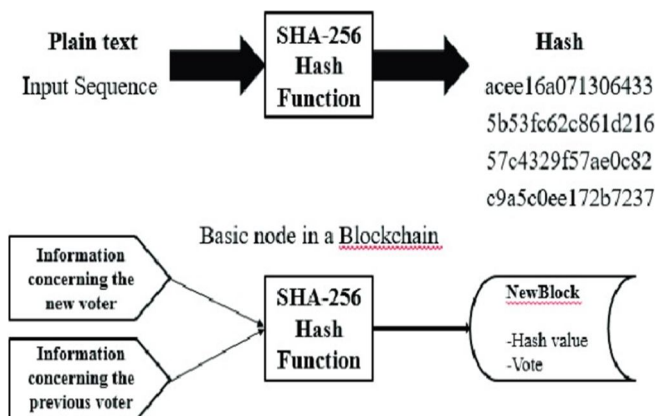 Plain text
Input Sequence
SHA-256
Hash
Function
Hash
acee16a071306433
5b53fc62c861d216
57c4329f57ae0c82
c9a5c0ee172b7237
Basic node in a Blockchain
Information
concerning the
new voter
Information
concerning the
previous voter
SHA-256
Hash
Function
NewBlock
-Hash value
-Vote